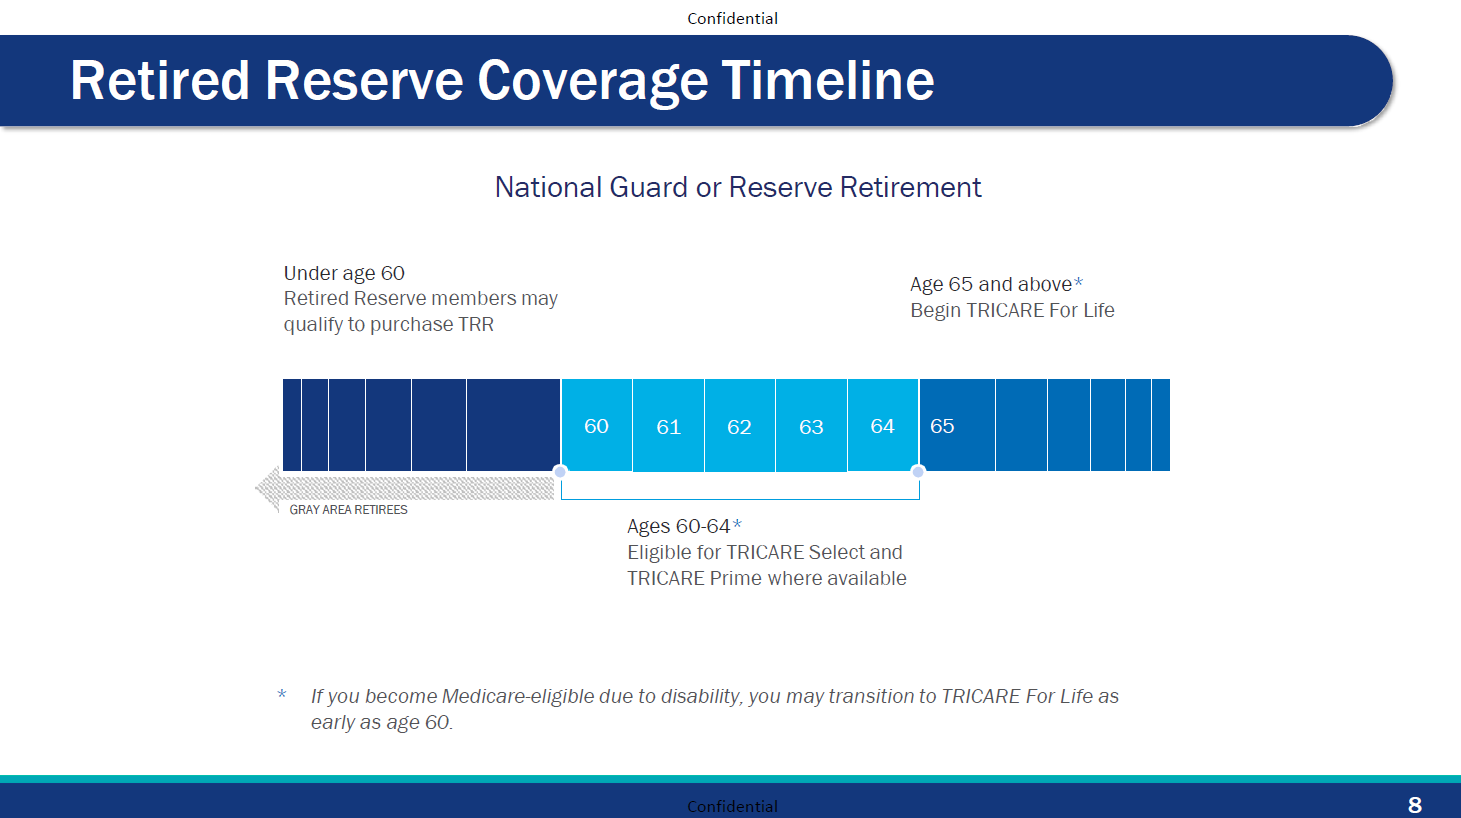 Confidential
Retired Reserve Coverage Timeline
National Guard or Reserve Retirement
Under age 60
Retired Reserve members may
qualify to purchase TRR
Age 65 and above*
Begin TRICARE For Life
60 61 62 63 64 65
GRAY AREA RETIREES
Ages 60-64*
Eligible for TRICARE Select and
TRICARE Prime where available
* If you become Medicare-eligible due to disability, you may transition to TRICARE For Life as
early as age 60.
Confidential
8